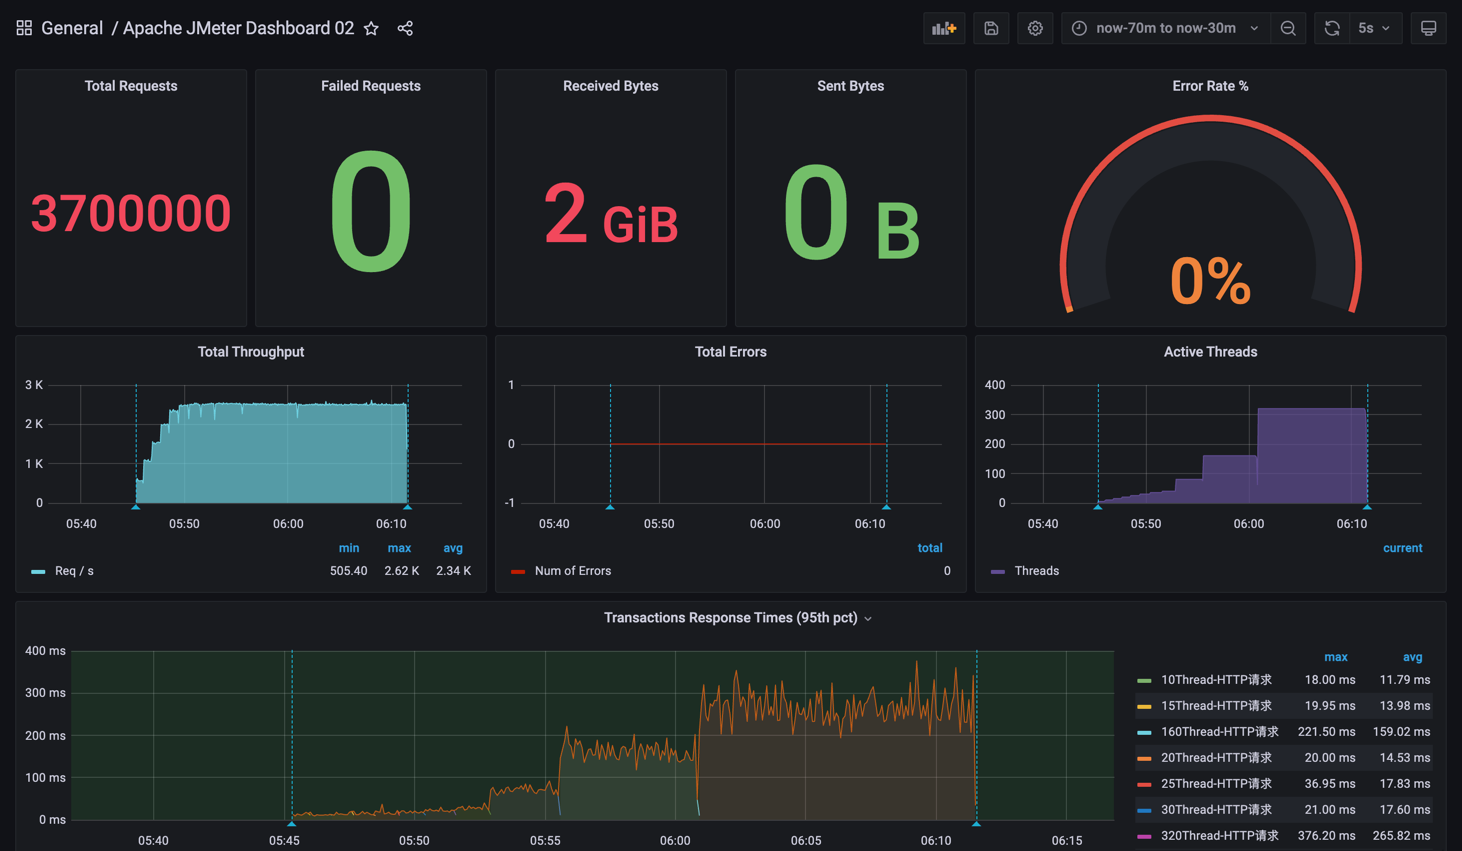 General / Apache JMeter Dashboard 02
now-70m to now-30m
5s
Total Requests
3700000
Failed Requests
0
Received Bytes
2 GiB
Sent Bytes
0 B
Error Rate %
0%
Total Throughput
3 K
2 K
1 K
0
05:40 05:50 06:00 06:10
min max avg
Req / s 505.40 2.62 K 2.34 K
Total Errors
1
0
-1
05:40 05:50 06:00 06:10
total
Num of Errors 0
Active Threads
400
300
200
100
0
05:40 05:50 06:00 06:10
current
Threads
Transactions Response Times (95th pct)
400 ms
300 ms
200 ms
100 ms
0 ms
05:40 05:45 05:50 05:55 06:00 06:05 06:10 06:15
max avg
10Thread-HTTP请求 18.00 ms 11.79 ms
15Thread-HTTP请求 19.95 ms 13.98 ms
160Thread-HTTP请求 221.50 ms 159.02 ms
20Thread-HTTP请求 20.00 ms 14.53 ms
25Thread-HTTP请求 36.95 ms 17.83 ms
30Thread-HTTP请求 21.00 ms 17.60 ms
320Thread-HTTP请求 376.20 ms 265.82 ms